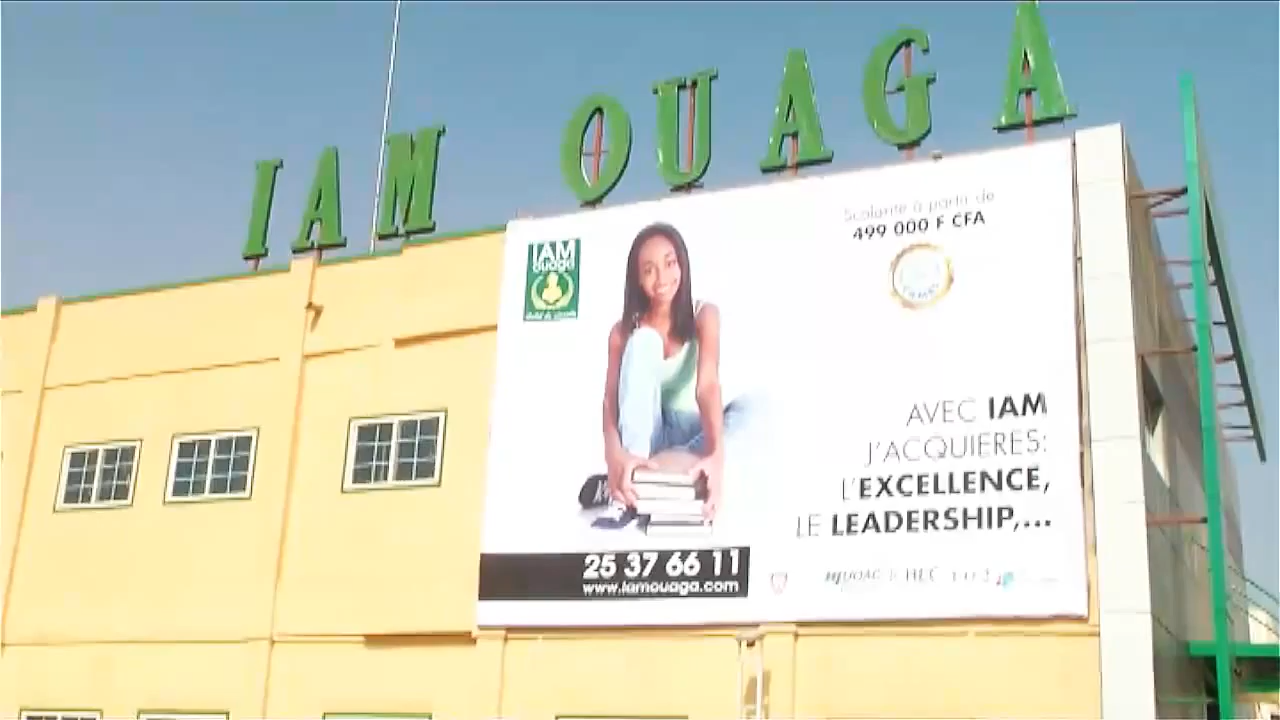 IAM OUAGA
IAM
ouaga
Scolarité à partir de
499 000 F CFA
AVEC IAM
J'ACQUIERES:
L'EXCELLENCE,
LE LEADERSHIP,...
25 37 66 11
www.iamouaga.com
HEC